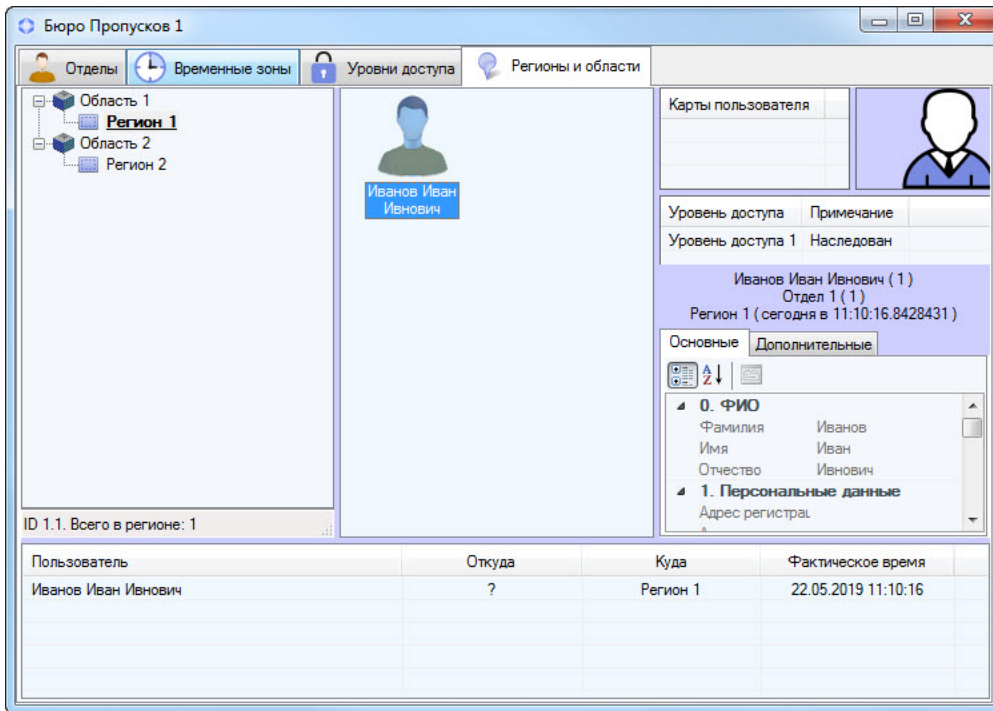 Бюро Пропусков 1
Отделы Временные зоны Уровни доступа Регионы и области
Область 1
Регион 1
Область 2
Регион 2
ID 1.1. Всего в регионе: 1
Иванов Иван
Ивнович
Карты пользователя
Уровень доступа Примечание
Уровень доступа 1 Наследован
Иванов Иван Ивнович ( 1 )
Отдел 1 ( 1 )
Регион 1 ( сегодня в 11:10:16.8428431 )
Основные Дополнительные
0. ФИО
Фамилия Иванов
Имя Иван
Отчество Ивнович
1. Персональные данные
Адрес регистрац
Пользователь Откуда Куда Фактическое время
Иванов Иван Ивнович ? Регион 1 22.05.2019 11:10:16